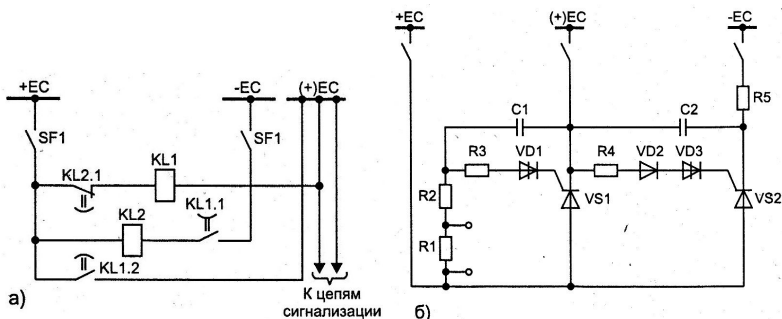 +EC
-EC
(+)EC
SF1
SF1
KL2.1
KL1
KL2
KL1.1
KL1.2
К цепям
сигнализации
а)
+EC
(+)EC
-EC
R5
C1
C2
R3
VD1
R4
VD2
VD3
R2
VS1
VS2
R1
б)